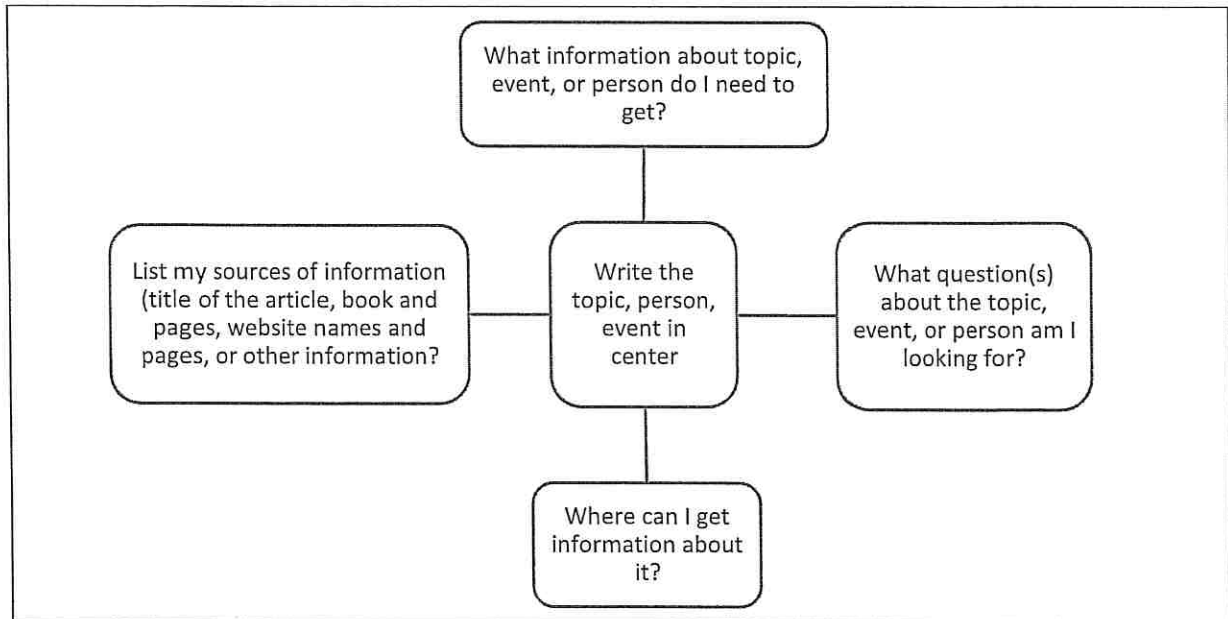 What information about topic,
event, or person do I need to
get?
List my sources of information
(title of the article, book and
pages, website names and
pages, or other information?
Write the
topic, person,
event in
center
What question(s)
about the topic,
event, or person am I
looking for?
Where can I get
information about
it?